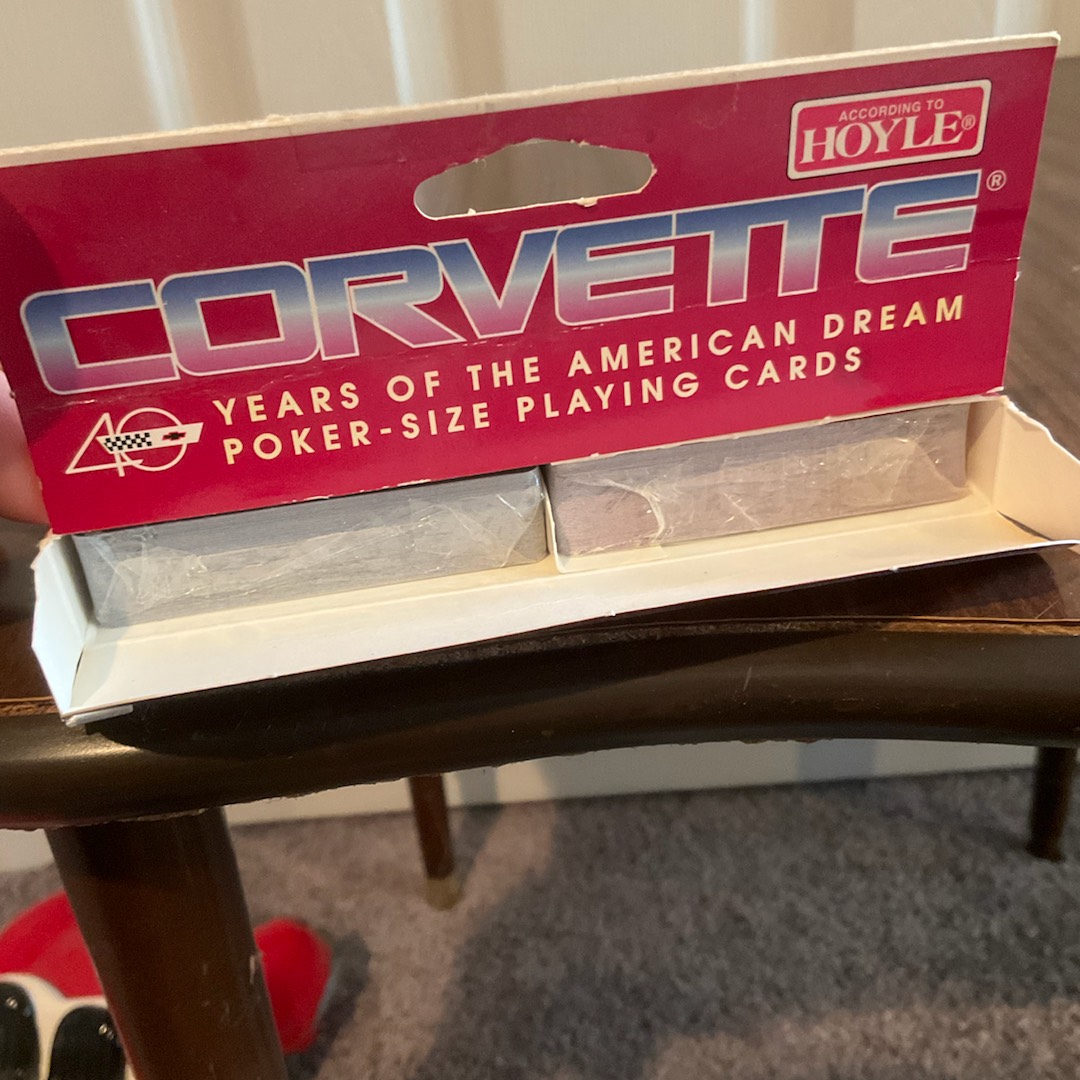 ACCORDING TO
HOYLE®
CORVETTE®
40 YEARS OF THE AMERICAN DREAM
POKER-SIZE PLAYING CARDS